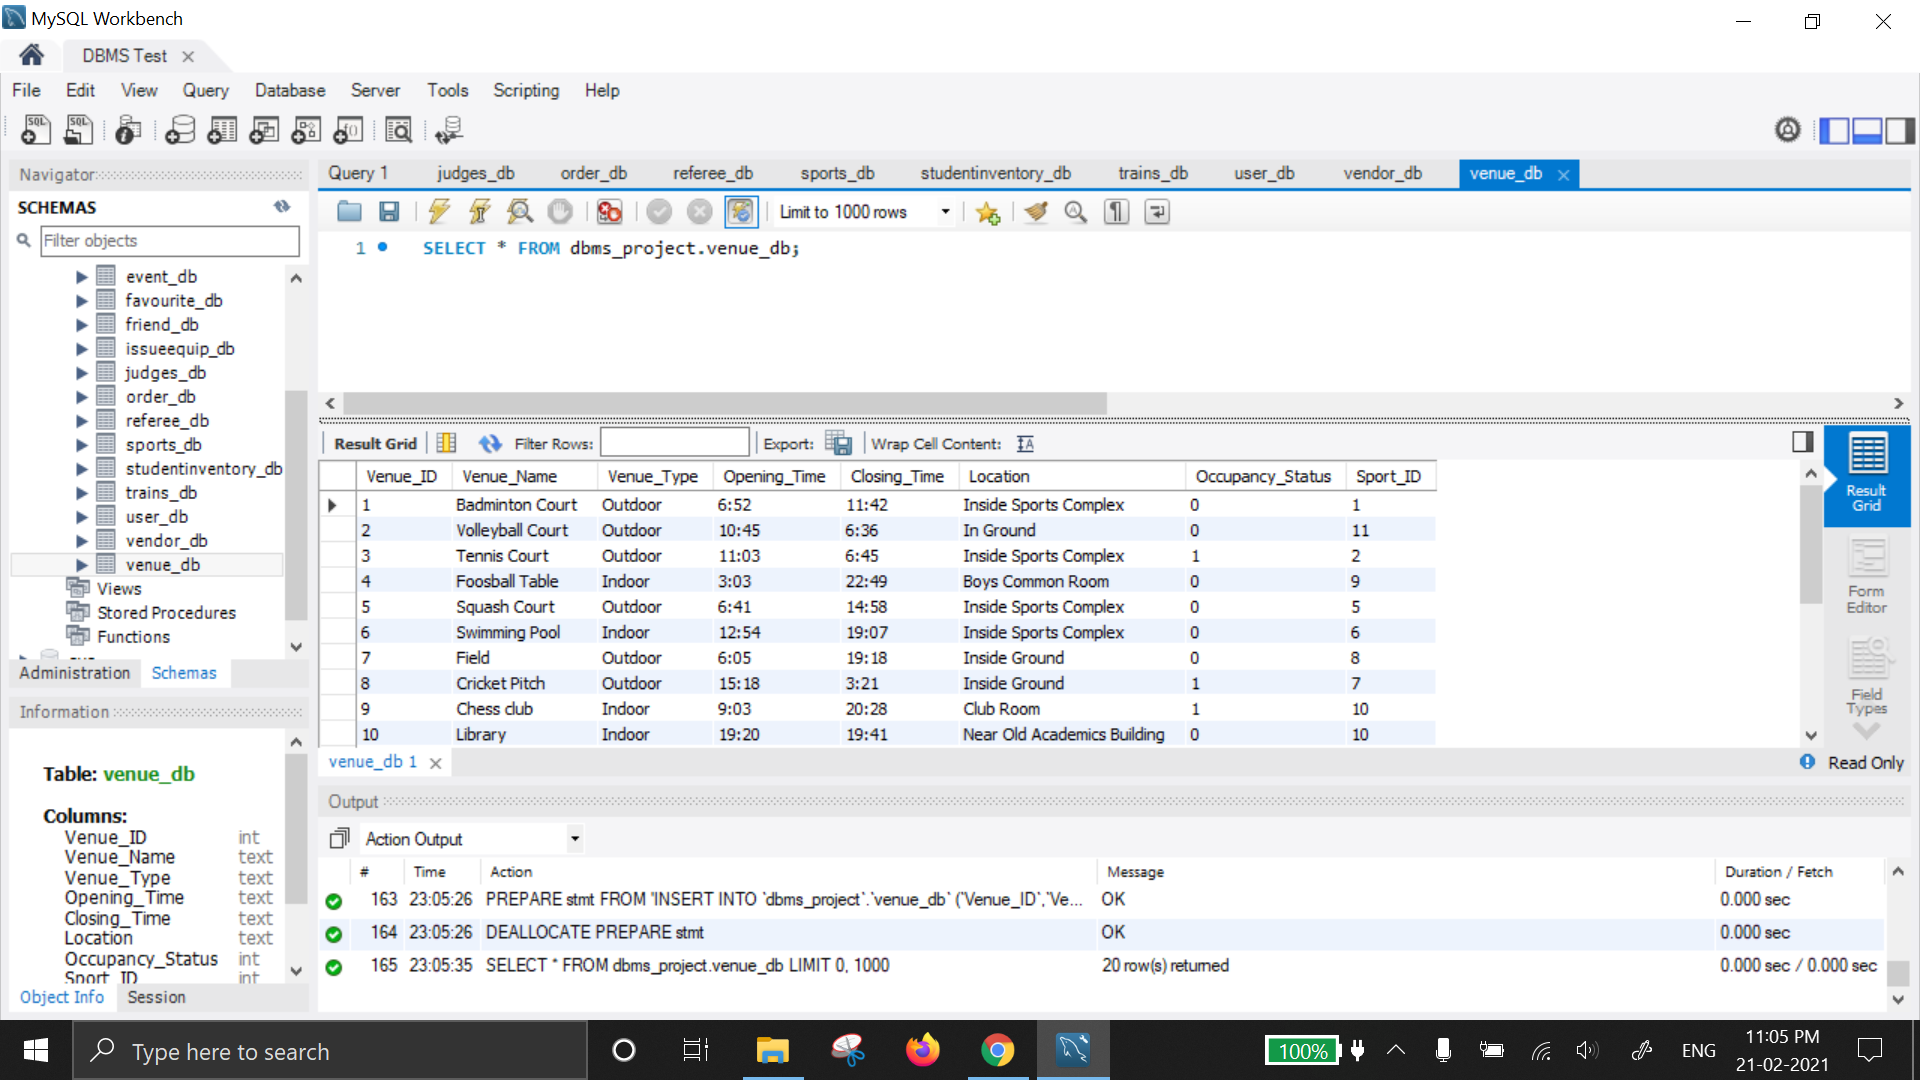 MySQL Workbench
DBMS Test
File Edit View Query Database Server Tools Scripting Help
SQL SQL
Navigator
SCHEMAS
Filter objects
event_db
favourite_db
friend_db
issueequip_db
judges_db
order_db
referee_db
sports_db
studentinventory_db
trains_db
user_db
vendor_db
venue_db
Views
Stored Procedures
Functions
Administration Schemas
Information
Table: venue_db
Columns:
Venue_ID int
Venue_Name text
Venue_Type text
Opening_Time text
Closing_Time text
Location text
Occupancy_Status int
Sport_ID int
Object Info Session
Query 1 judges_db order_db referee_db sports_db studentinventory_db trains_db user_db vendor_db venue_db
Limit to 1000 rows
1 SELECT * FROM dbms_project.venue_db;
Result Grid Filter Rows: Export: Wrap Cell Content:
Venue_ID Venue_Name Venue_Type Opening_Time Closing_Time Location Occupancy_Status Sport_ID
1 Badminton Court Outdoor 6:52 11:42 Inside Sports Complex 0 1
2 Volleyball Court Outdoor 10:45 6:36 In Ground 0 11
3 Tennis Court Outdoor 11:03 6:45 Inside Sports Complex 1 2
4 Foosball Table Indoor 3:03 22:49 Boys Common Room 0 9
5 Squash Court Outdoor 6:41 14:58 Inside Sports Complex 0 5
6 Swimming Pool Indoor 12:54 19:07 Inside Sports Complex 0 6
7 Field Outdoor 6:05 19:18 Inside Ground 0 8
8 Cricket Pitch Outdoor 15:18 3:21 Inside Ground 1 7
9 Chess club Indoor 9:03 20:28 Club Room 1 10
10 Library Indoor 19:20 19:41 Near Old Academics Building 0 10
Result
Grid
Form
Editor
Field
Types
venue_db 1
Read Only
Output
Action Output
# Time Action Message Duration / Fetch
163 23:05:26 PREPARE stmt FROM 'INSERT INTO `dbms_project`.`venue_db` (`Venue_ID`,`Ve... OK 0.000 sec
164 23:05:26 DEALLOCATE PREPARE stmt OK 0.000 sec
165 23:05:35 SELECT * FROM dbms_project.venue_db LIMIT 0, 1000 20 row(s) returned 0.000 sec / 0.000 sec
Type here to search
100%
ENG
11:05 PM
21-02-2021